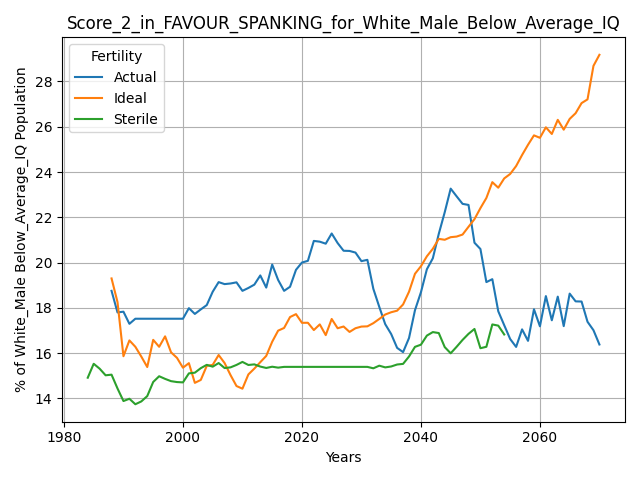 Score_2_in_FAVOUR_SPANKING_for_White_Male_Below_Average_IQ
Fertility
Actual
Ideal
Sterile
% of White_Male Below_Average_IQ Population
28
26
24
22
20
18
16
14
1980
2000
2020
2040
2060
Years